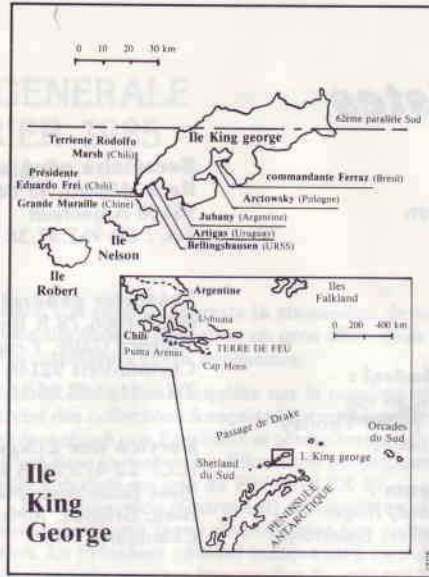 0 10 20 30 km
62ème parallèle Sud
Ile King george
Terriente Rodolfo
Marsh (Chili)
Présidente
Eduardo Frei (Chili)
Grande Muraille (Chine)
commandante Ferraz (Bresil)
Arctowsky (Pologne)
Jubany (Argentine)
Artigas (Uruguay)
Bellingshausen (URSS)
Ile
Nelson
Ile
Robert
Argentine
Iles
Falkland
Ushuaia
0 200 400 km
Chili
Punta Arenas
TERRE DE FEU
Cap Horn
Passage de Drake
Orcades
du Sud
I. King george
Shetland
du Sud
PENINSULE
ANTARCTIQUE
Ile
King
George